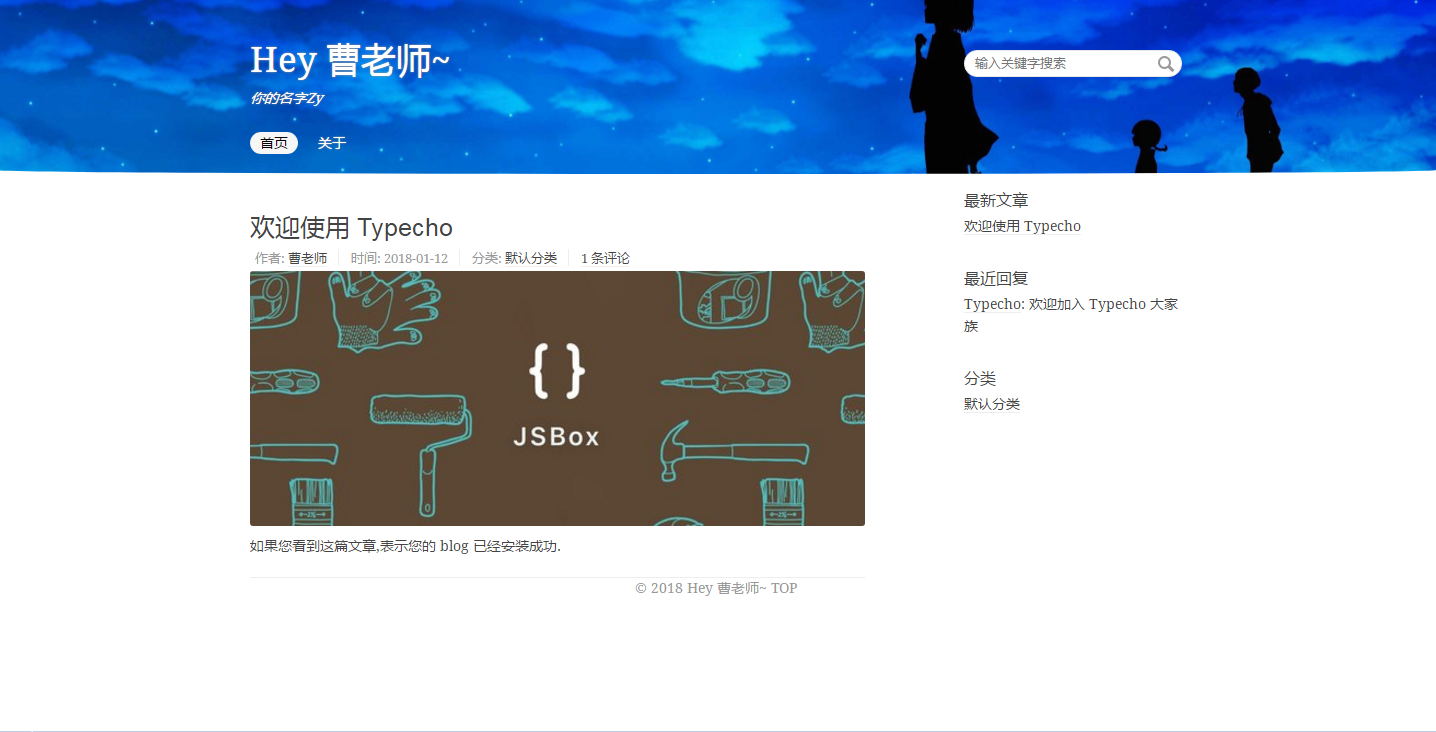 Hey 曹老师~
你的名字Zy
输入关键字搜索
首页 关于
欢迎使用 Typecho
作者: 曹老师 时间: 2018-01-12 分类: 默认分类 1 条评论
{ }
JSBox
如果您看到这篇文章,表示您的 blog 已经安装成功.
© 2018 Hey 曹老师~ TOP
最新文章
欢迎使用 Typecho
最近回复
Typecho: 欢迎加入 Typecho 大家
族
分类
默认分类